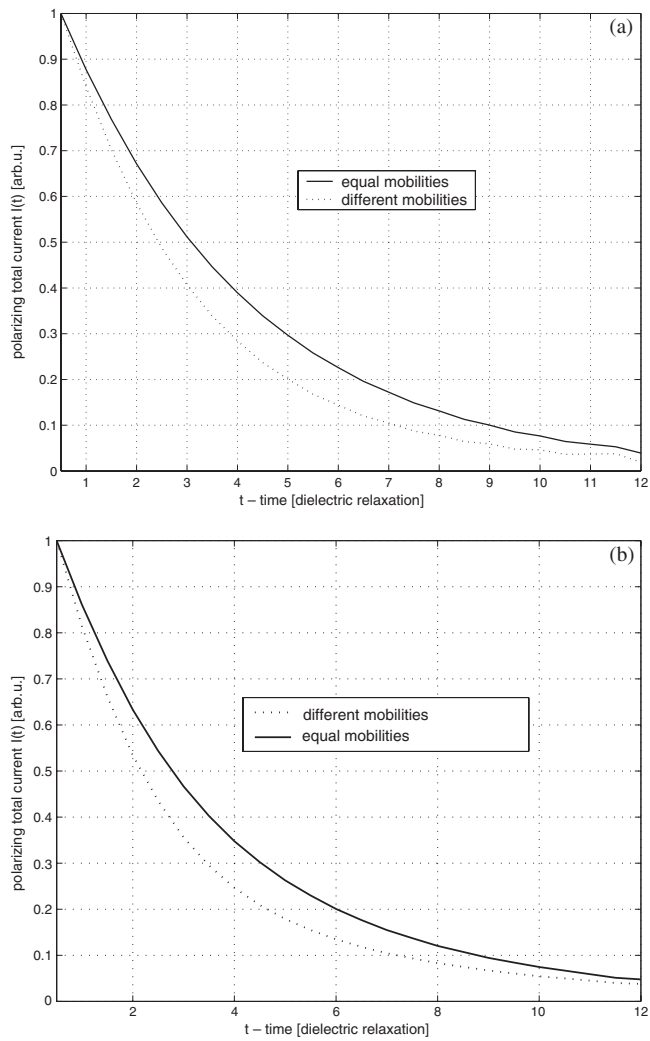 (a)
1
0.9
0.8
0.7
0.6
0.5
0.4
0.3
0.2
0.1
0
polarizing total current I(t) [arb.u.]
equal mobilities
different mobilities
1 2 3 4 5 6 7 8 9 10 11 12
t – time [dielectric relaxation]
(b)
1
0.9
0.8
0.7
0.6
0.5
0.4
0.3
0.2
0.1
0
polarizing total current I(t) [arb.u.]
different mobilities
equal mobilities
2 4 6 8 10 12
t – time [dielectric relaxation]